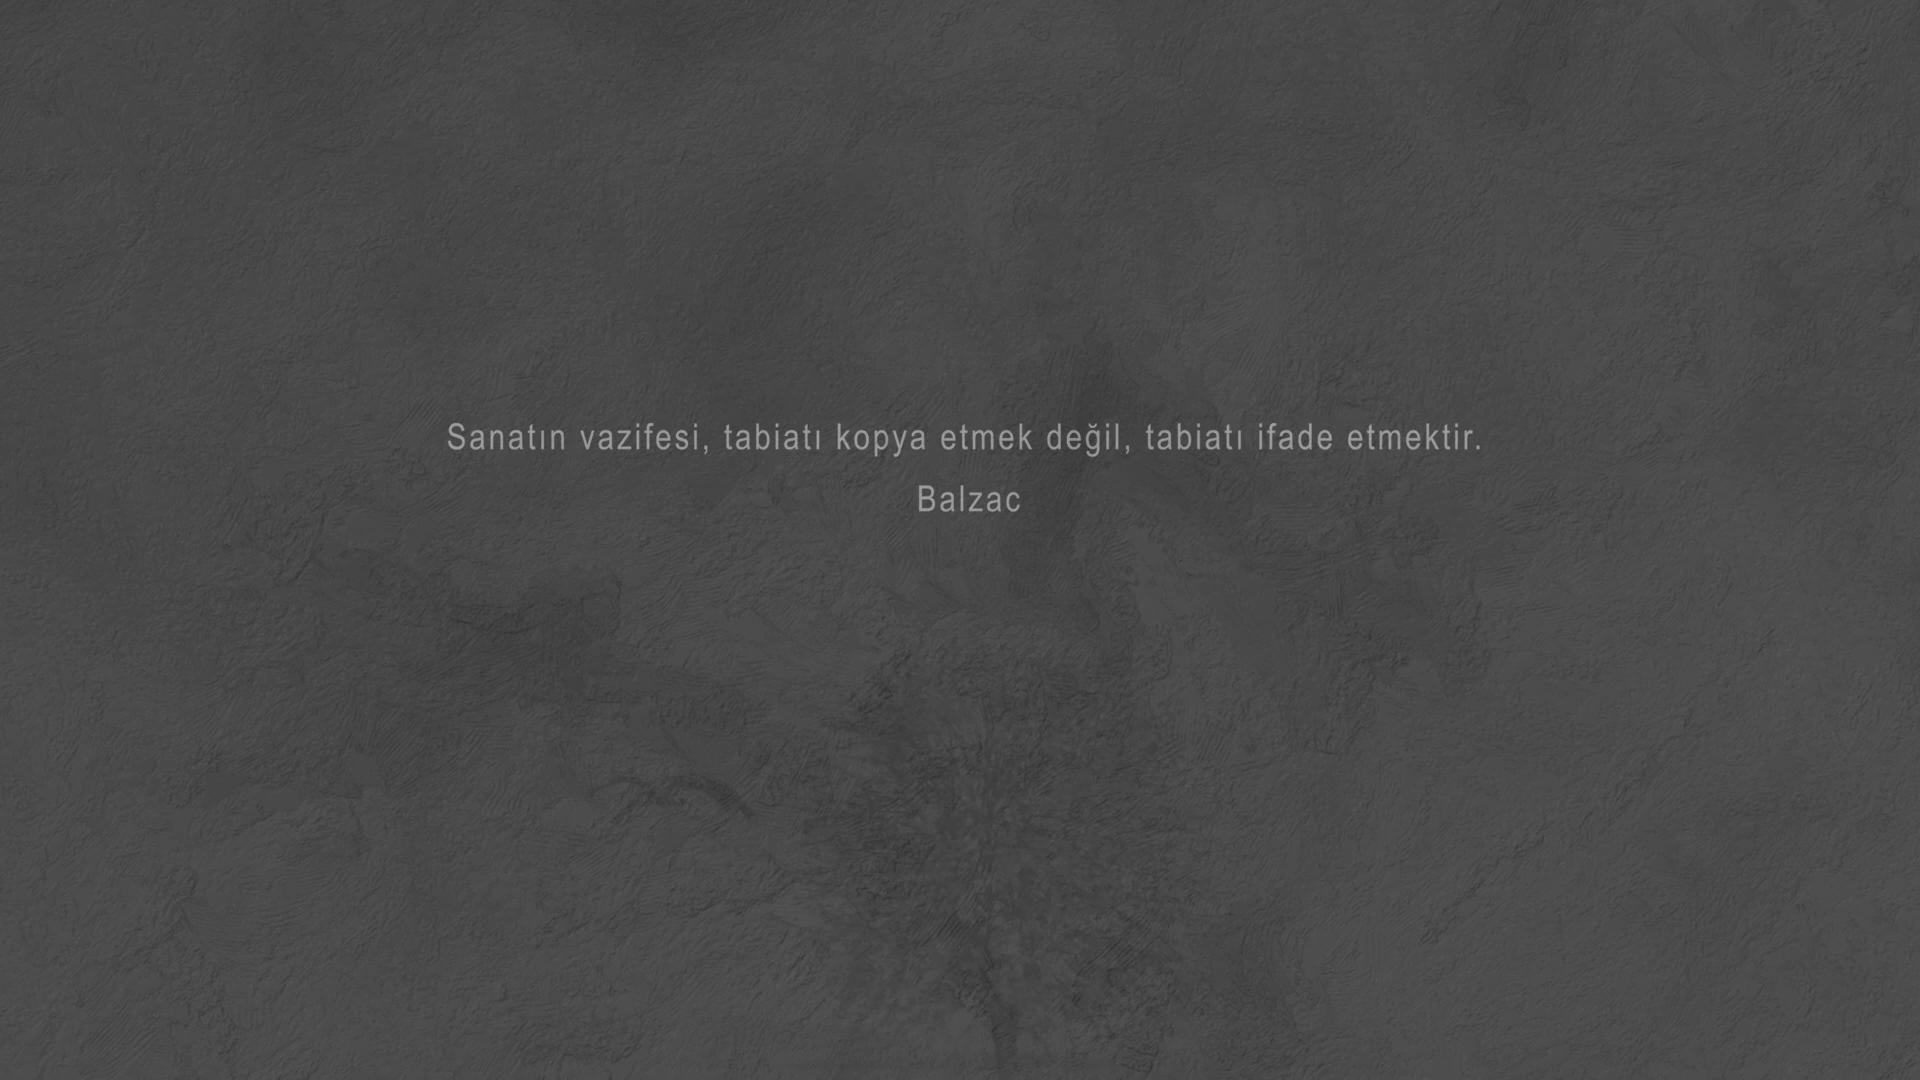 Sanatın vazifesi, tabiatı kopya etmek değil, tabiatı ifade etmektir.
Balzac